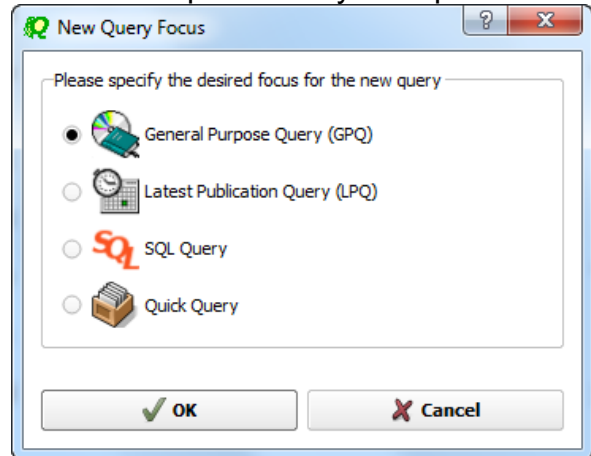 New Query Focus
Please specify the desired focus for the new query
General Purpose Query (GPQ)
Latest Publication Query (LPQ)
SQL SQL Query
Quick Query
OK Cancel